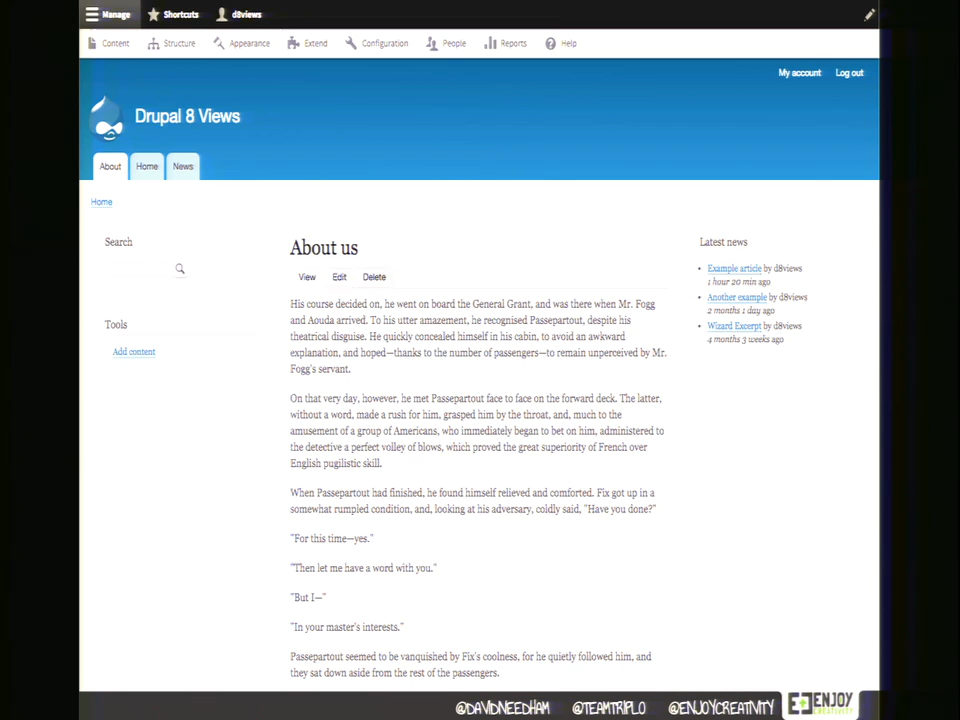 Manage Shortcuts d8views
Content Structure Appearance Extend Configuration People Reports Help
My account Log out
Drupal 8 Views
About Home News
Home
Search
Tools
Add content
About us
View Edit Delete
His course decided on, he went on board the General Grant, and was there when Mr. Fogg
and Aouda arrived. To his utter amazement, he recognised Passepartout, despite his
theatrical disguise. He quickly concealed himself in his cabin, to avoid an awkward
explanation, and hoped—thanks to the number of passengers—to remain unperceived by Mr.
Fogg's servant.
On that very day, however, he met Passepartout face to face on the forward deck. The latter,
without a word, made a rush for him, grasped him by the throat, and, much to the
amusement of a group of Americans, who immediately began to bet on him, administered to
the detective a perfect volley of blows, which proved the great superiority of French over
English pugilistic skill.
When Passepartout had finished, he found himself relieved and comforted. Fix got up in a
somewhat rumpled condition, and, looking at his adversary, coldly said, "Have you done?"
"For this time—yes."
"Then let me have a word with you."
"But I—"
"In your master's interests."
Passepartout seemed to be vanquished by Fix's coolness, for he quietly followed him, and
they sat down aside from the rest of the passengers.
Latest news
Example article by d8views
1 hour 20 min ago
Another example by d8views
2 months 1 day ago
Wizard Excerpt by d8views
4 months 3 weeks ago
@DAVIDNEEDHAM @TEAMTRIPLO @ENJOYCREATIVITY
ENJOY
CREATIVITY